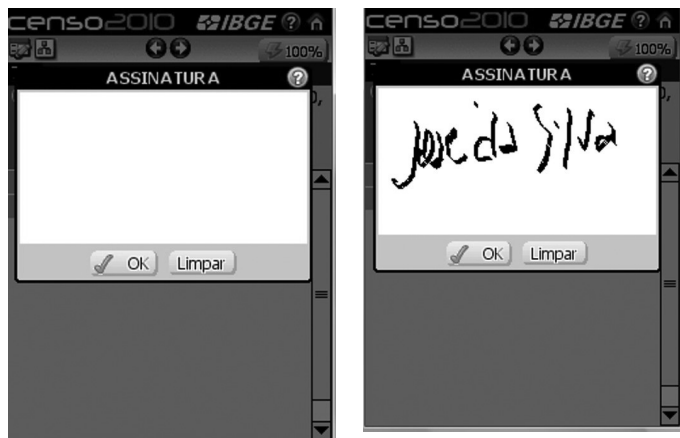 censo2010 IBGE ?
100%
ASSINATURA ?
OK Limpar
censo2010 IBGE ?
100%
ASSINATURA ?
Jose da Silva
OK Limpar